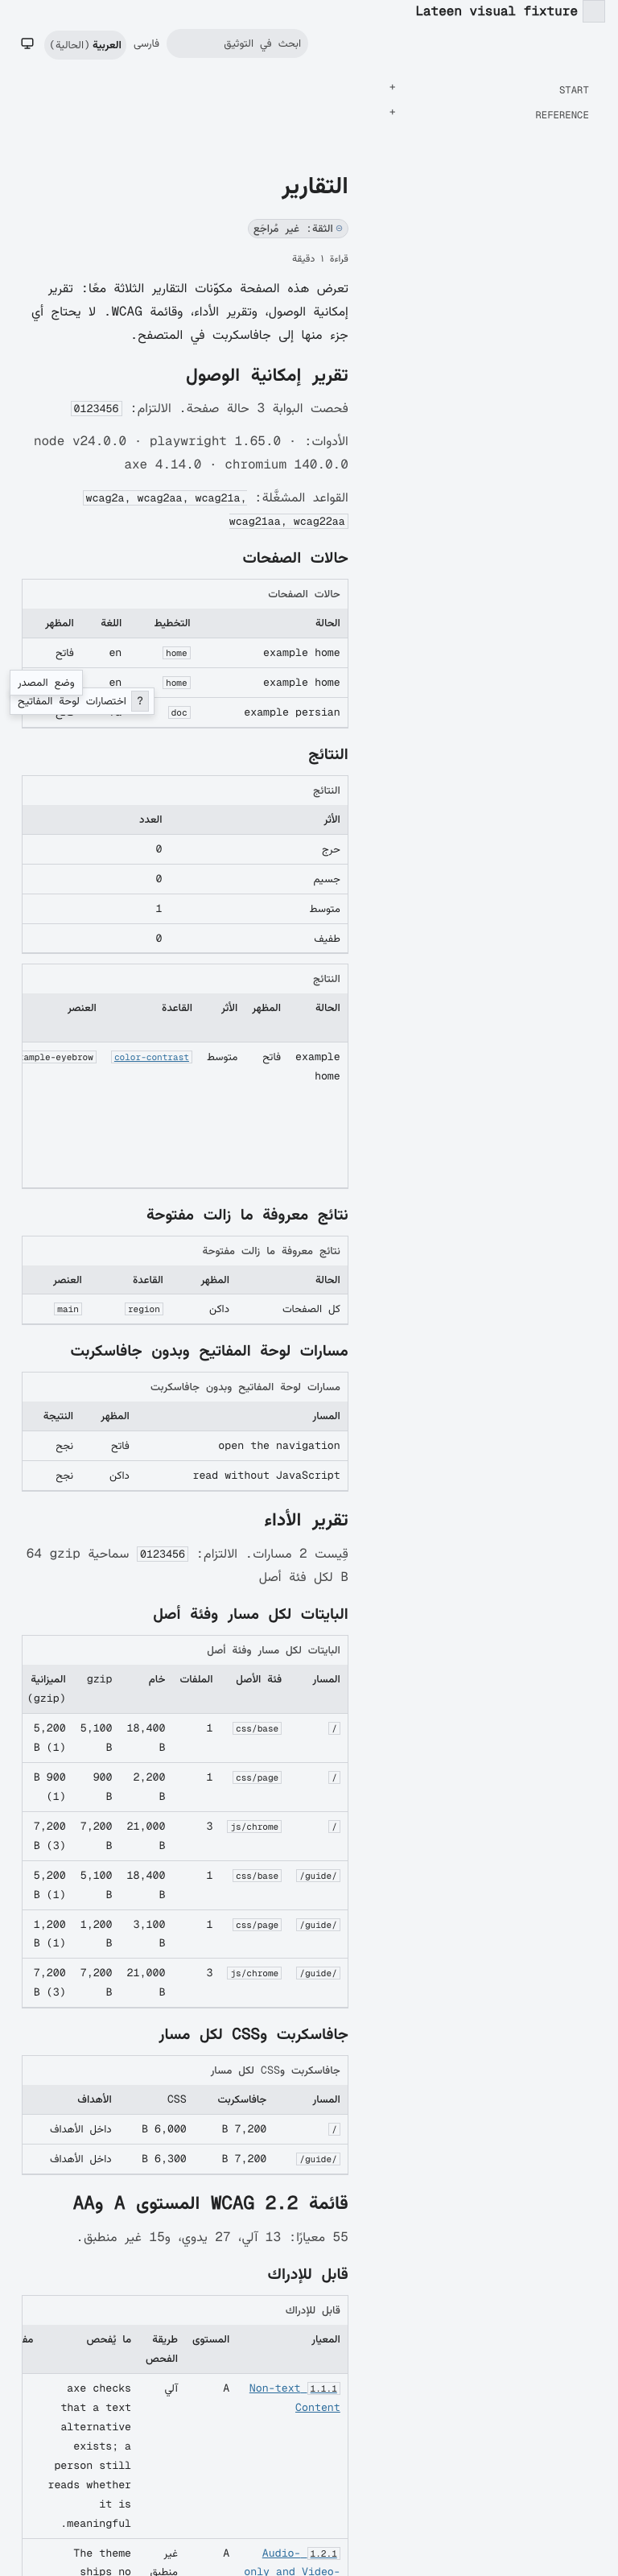 Lateen visual fixture
ابحث في التوثيق
فارسی
العربية (الحالية)
START +
REFERENCE +
التقارير
الثقة: غير مُراجَع
قراءة ١ دقيقة
تعرض هذه الصفحة مكوّنات التقارير الثلاثة معًا: تقرير
إمكانية الوصول، وتقرير الأداء، وقائمة WCAG. لا يحتاج أي
جزء منها إلى جافاسكربت في المتصفح.
تقرير إمكانية الوصول
فحصت البوابة 3 حالة صفحة. الالتزام: 0123456
الأدوات: node v24.0.0 · playwright 1.65.0 ·
axe 4.14.0 · chromium 140.0.0
القواعد المشغَّلة: wcag2a, wcag2aa, wcag21a,
wcag21aa, wcag22aa
حالات الصفحات
حالات الصفحات
الحالة التخطيط اللغة المظهر
example home home en فاتح
example home home en
وضع المصدر
example persian doc
? اختصارات لوحة المفاتيح
النتائج
النتائج
الأثر العدد
حرج 0
جسيم 0
متوسط 1
طفيف 0
النتائج
الحالة المظهر الأثر القاعدة العنصر
example فاتح متوسط color-contrast ample-eyebrow
home
نتائج معروفة ما زالت مفتوحة
نتائج معروفة ما زالت مفتوحة
الحالة المظهر القاعدة العنصر
كل الصفحات داكن region main
مسارات لوحة المفاتيح وبدون جافاسكربت
مسارات لوحة المفاتيح وبدون جافاسكربت
المسار المظهر النتيجة
open the navigation فاتح نجح
read without JavaScript داكن نجح
تقرير الأداء
قِيست 2 مسارات. الالتزام: 0123456 سماحية gzip 64
B لكل فئة أصل
البايتات لكل مسار وفئة أصل
البايتات لكل مسار وفئة أصل
المسار فئة الأصل الملفات خام gzip الميزانية
(gzip)
/ css/base 1 18,400 5,100 5,200
B B B (1)
/ css/page 1 2,200 900 B 900
B B (1)
/ js/chrome 3 21,000 7,200 7,200
B B B (3)
/guide/ css/base 1 18,400 5,100 5,200
B B B (1)
/guide/ css/page 1 3,100 1,200 1,200
B B B (1)
/guide/ js/chrome 3 21,000 7,200 7,200
B B B (3)
جافاسكربت وCSS لكل مسار
جافاسكربت وCSS لكل مسار
المسار جافاسكربت CSS الأهداف
/ 7,200 B 6,000 B داخل الأهداف
/guide/ 7,200 B 6,300 B داخل الأهداف
قائمة WCAG 2.2 المستوى A وAA
55 معيارًا: 13 آلي، 27 يدوي، و15 غير منطبق.
قابل للإدراك
قابل للإدراك
المعيار المستوى طريقة ما يُفحص
الفحص
1.1.1 Non-text A آلي axe checks
Content that a text
alternative
exists; a
person still
reads whether
it is
meaningful.
1.2.1 Audio- A غير The theme
only and Video- منطبق ships no